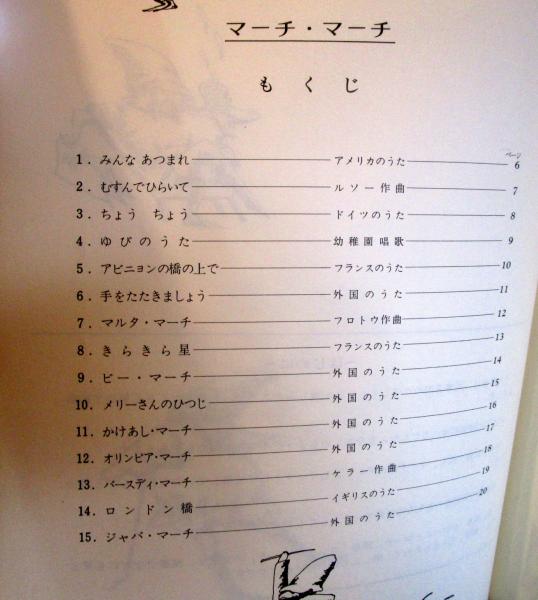 マーチ・マーチ
もくじ
ページ
1. みんな あつまれ アメリカのうた 6
2. むすんでひらいて ルソー作曲 7
3. ちょう ちょう ドイツのうた 8
4. ゆびのうた 幼稚園唱歌 9
5. アビニョンの橋の上で フランスのうた 10
6. 手をたたきましょう 外国のうた 11
7. マルタ・マーチ フロトウ作曲 12
8. きらきら星 フランスのうた 13
9. ビー・マーチ 外国のうた 14
10. メリーさんのひつじ 外国のうた 15
11. かけあし・マーチ 外国のうた 16
12. オリンピア・マーチ 外国のうた 17
13. バースディ・マーチ ケラー作曲 18
14. ロンドン橋 イギリスのうた 19
15. ジャバ・マーチ 外国のうた 20